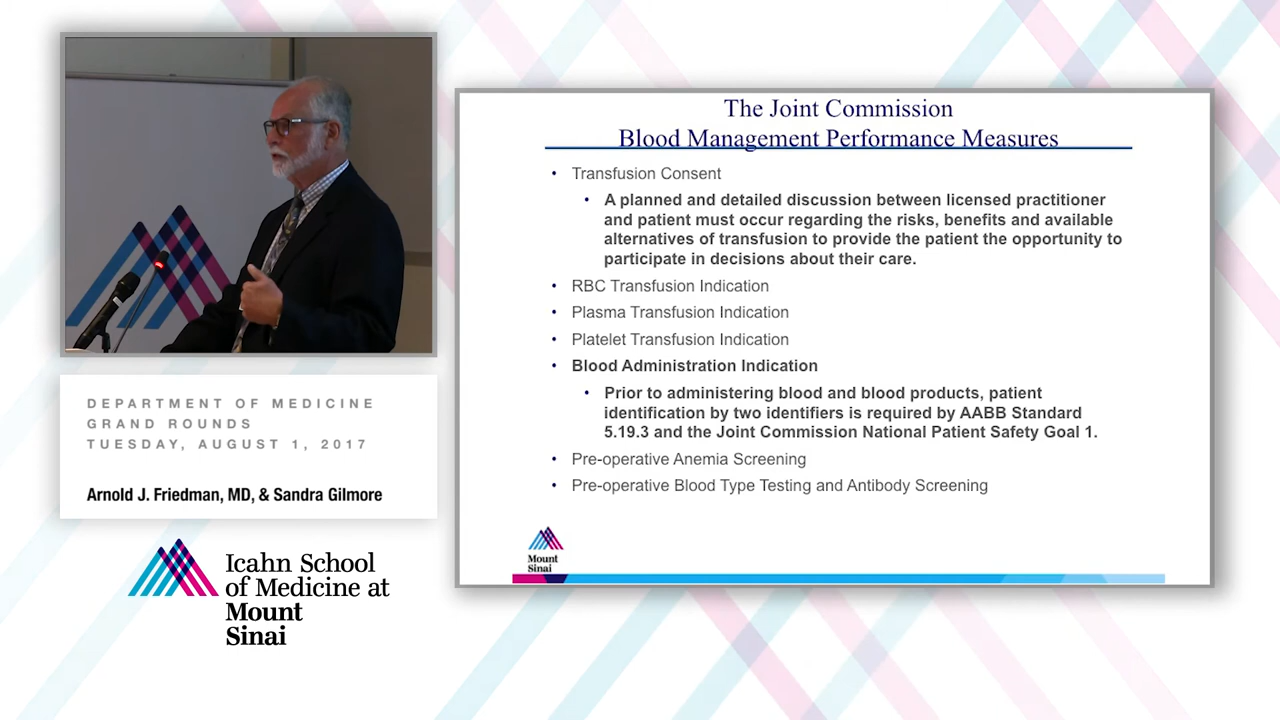 The Joint Commission
Blood Management Performance Measures
• Transfusion Consent
• A planned and detailed discussion between licensed practitioner
and patient must occur regarding the risks, benefits and available
alternatives of transfusion to provide the patient the opportunity to
participate in decisions about their care.
• RBC Transfusion Indication
• Plasma Transfusion Indication
• Platelet Transfusion Indication
• Blood Administration Indication
• Prior to administering blood and blood products, patient
identification by two identifiers is required by AABB Standard
5.19.3 and the Joint Commission National Patient Safety Goal 1.
• Pre-operative Anemia Screening
• Pre-operative Blood Type Testing and Antibody Screening
Mount
Sinai
DEPARTMENT OF MEDICINE
GRAND ROUNDS
TUESDAY, AUGUST 1, 2017
Arnold J. Friedman, MD, & Sandra Gilmore
Icahn School
of Medicine at
Mount
Sinai